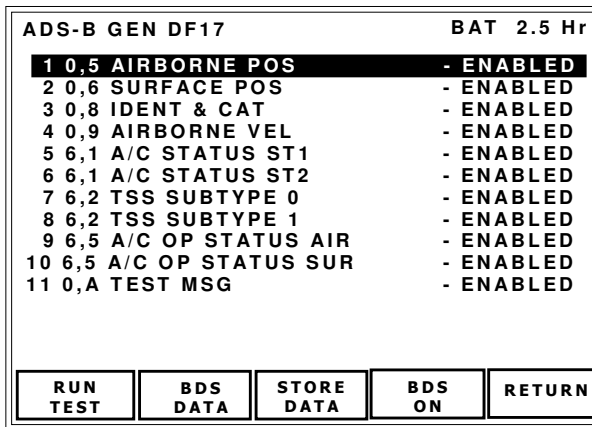 ADS-B GEN DF17 BAT 2.5 Hr
1 0,5 AIRBORNE POS - ENABLED
2 0,6 SURFACE POS - ENABLED
3 0,8 IDENT & CAT - ENABLED
4 0,9 AIRBORNE VEL - ENABLED
5 6,1 A/C STATUS ST1 - ENABLED
6 6,1 A/C STATUS ST2 - ENABLED
7 6,2 TSS SUBTYPE 0 - ENABLED
8 6,2 TSS SUBTYPE 1 - ENABLED
9 6,5 A/C OP STATUS AIR - ENABLED
10 6,5 A/C OP STATUS SUR - ENABLED
11 0,A TEST MSG - ENABLED
RUN TEST
BDS DATA
STORE DATA
BDS ON
RETURN